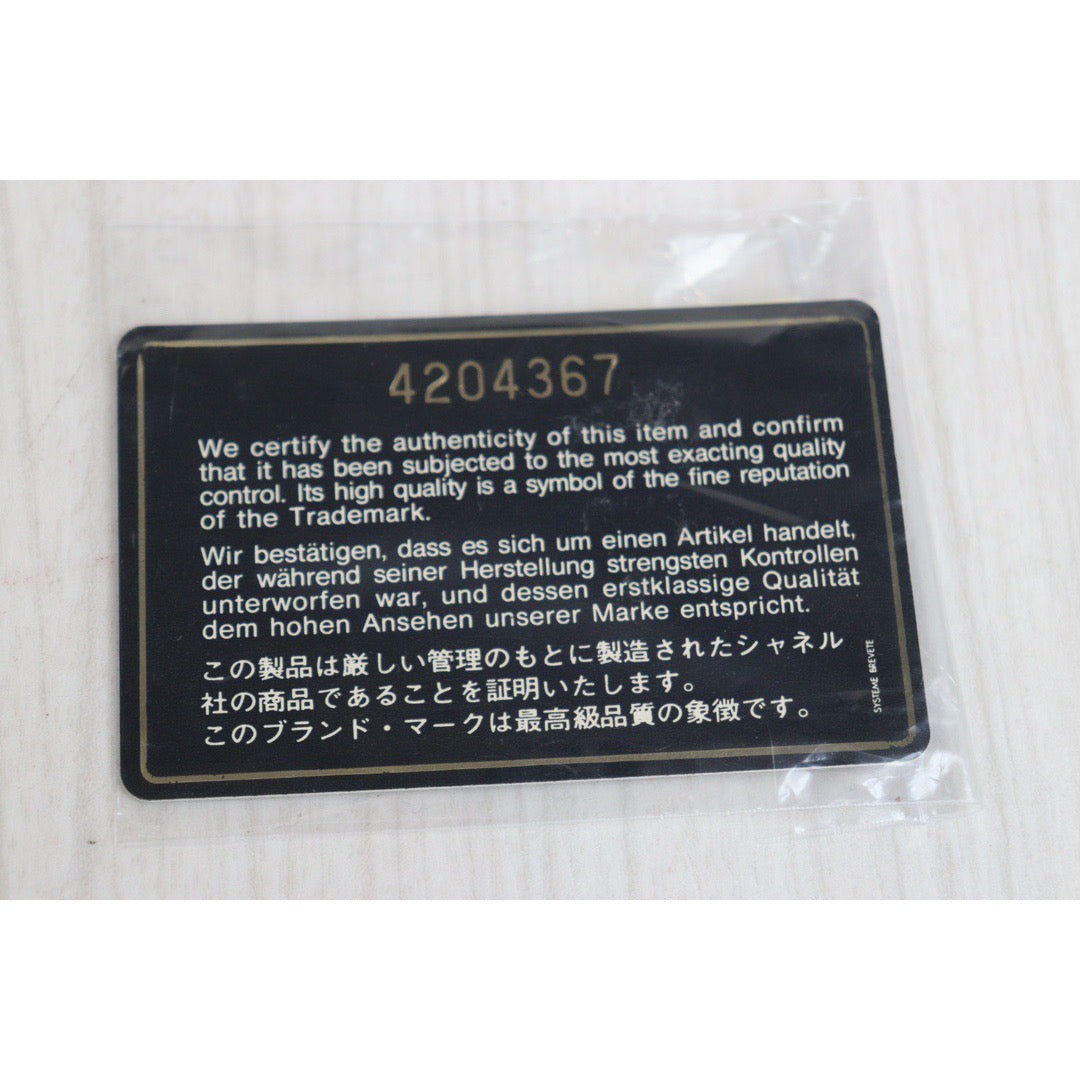 4204367
We certify the authenticity of this item and confirm
that it has been subjected to the most exacting quality
control. Its high quality is a symbol of the fine reputation
of the Trademark.
Wir bestätigen, dass es sich um einen Artikel handelt,
der während seiner Herstellung strengsten Kontrollen
unterworfen war, und dessen erstklassige Qualität
dem hohen Ansehen unserer Marke entspricht.
この製品は厳しい管理のもとに製造されたシャネル
社の商品であることを証明いたします。
このブランド・マークは最高級品質の象徴です。
SYSTEME BREVETE